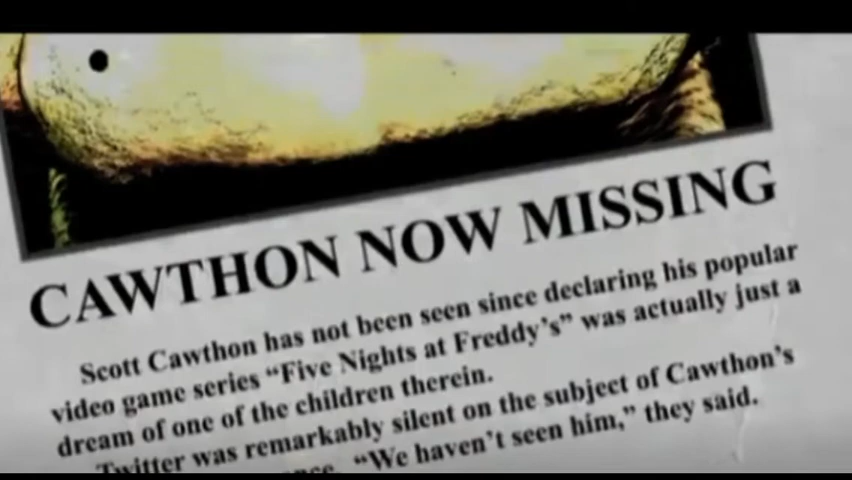 CAWTHON NOW MISSING
Scott Cawthon has not been seen since declaring his popular
video game series “Five Nights at Freddy’s” was actually just a
dream of one of the children therein.
Twitter was remarkably silent on the subject of Cawthon’s
“We haven’t seen him,” they said.